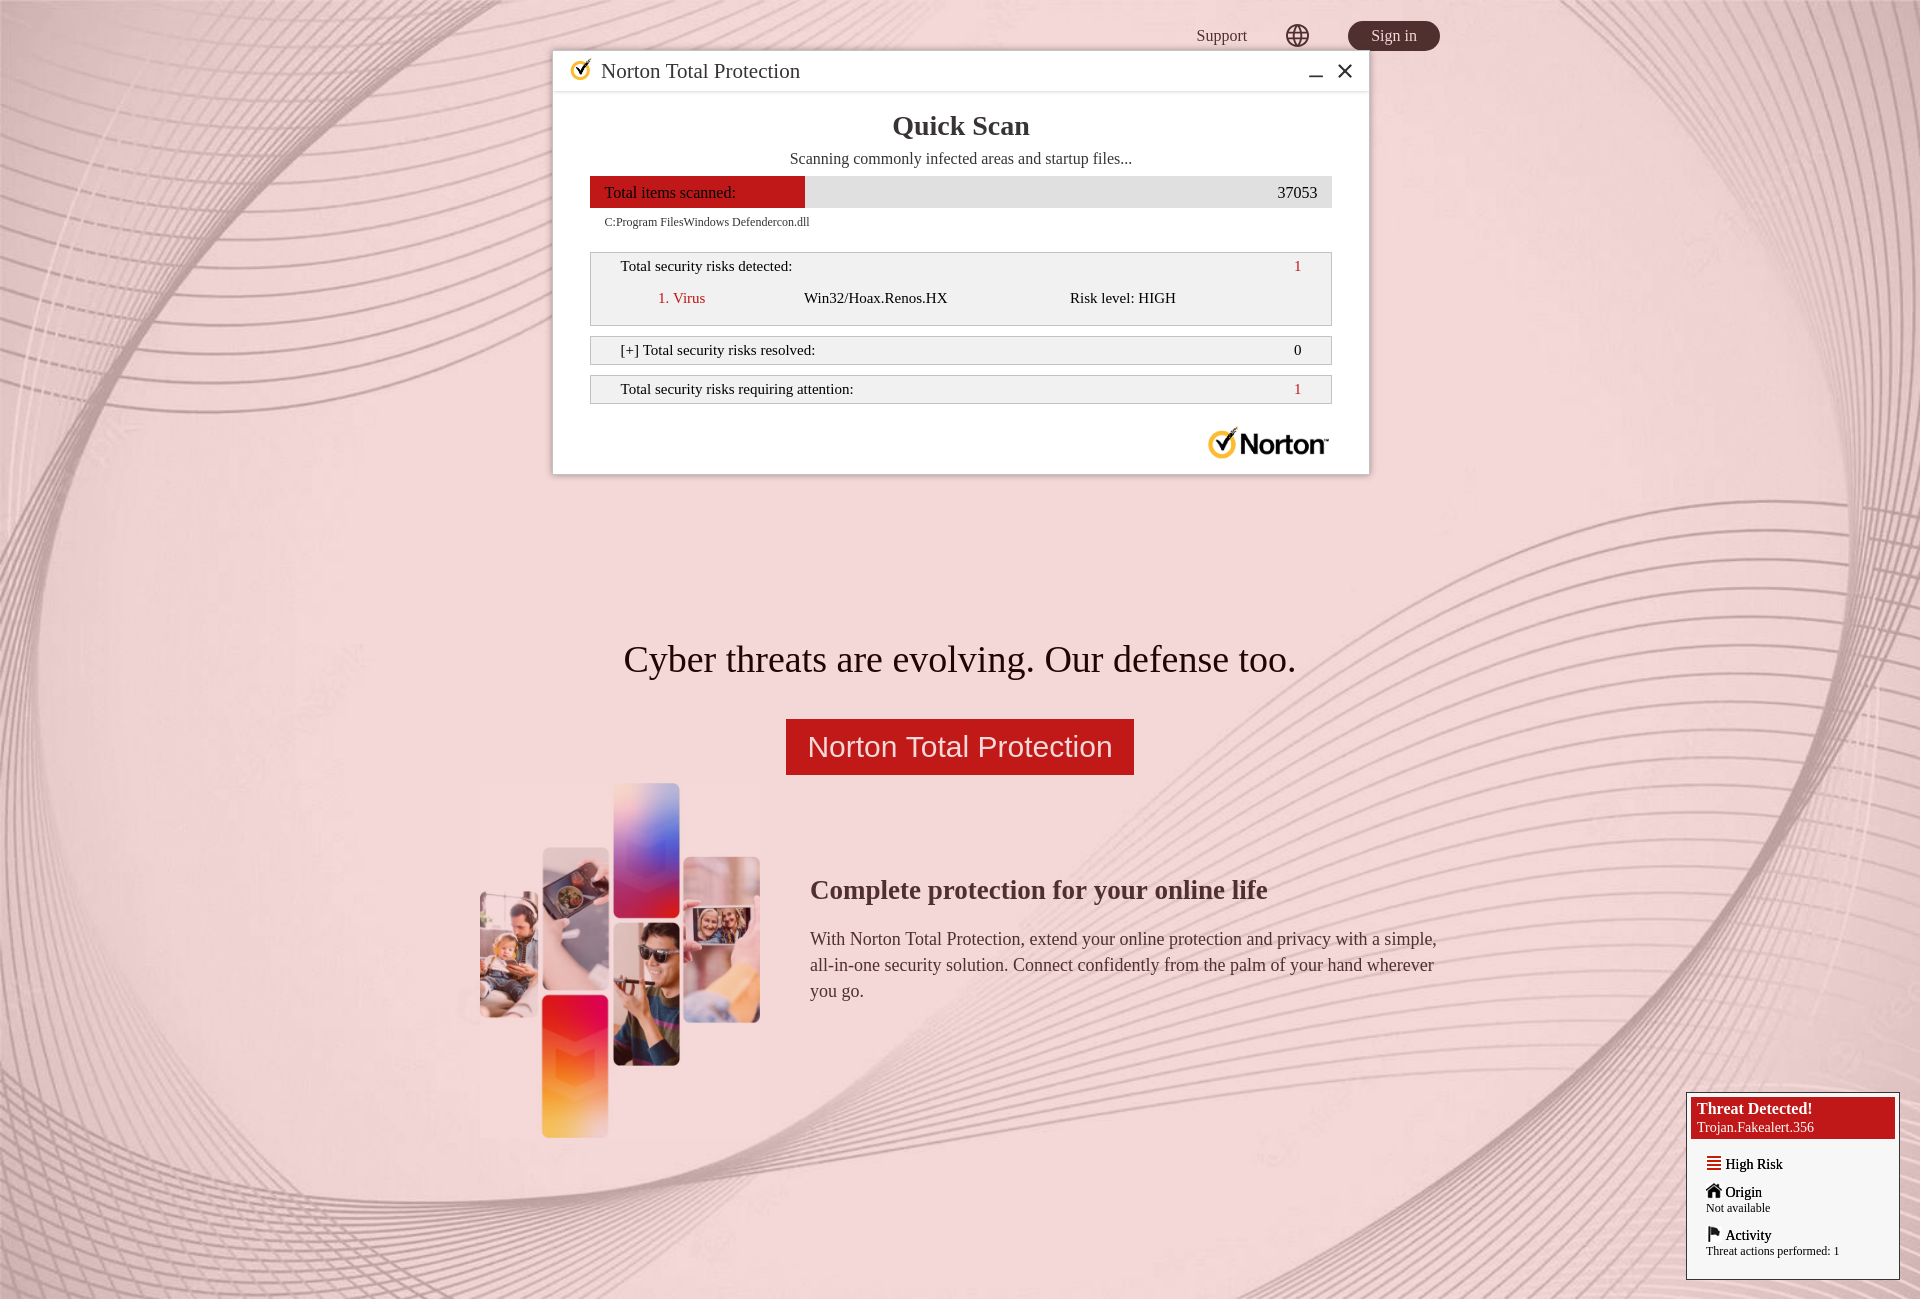 Support
Sign in
Norton Total Protection
Quick Scan
Scanning commonly infected areas and startup files...
Total items scanned: 37053
C:Program FilesWindows Defendercon.dll
Total security risks detected: 1
1. Virus Win32/Hoax.Renos.HX Risk level: HIGH
[+] Total security risks resolved: 0
Total security risks requiring attention: 1
Norton™
Cyber threats are evolving. Our defense too.
Norton Total Protection
Complete protection for your online life
With Norton Total Protection, extend your online protection and privacy with a simple,
all-in-one security solution. Connect confidently from the palm of your hand wherever
you go.
Threat Detected!
Trojan.Fakealert.356
High Risk
Origin
Not available
Activity
Threat actions performed: 1